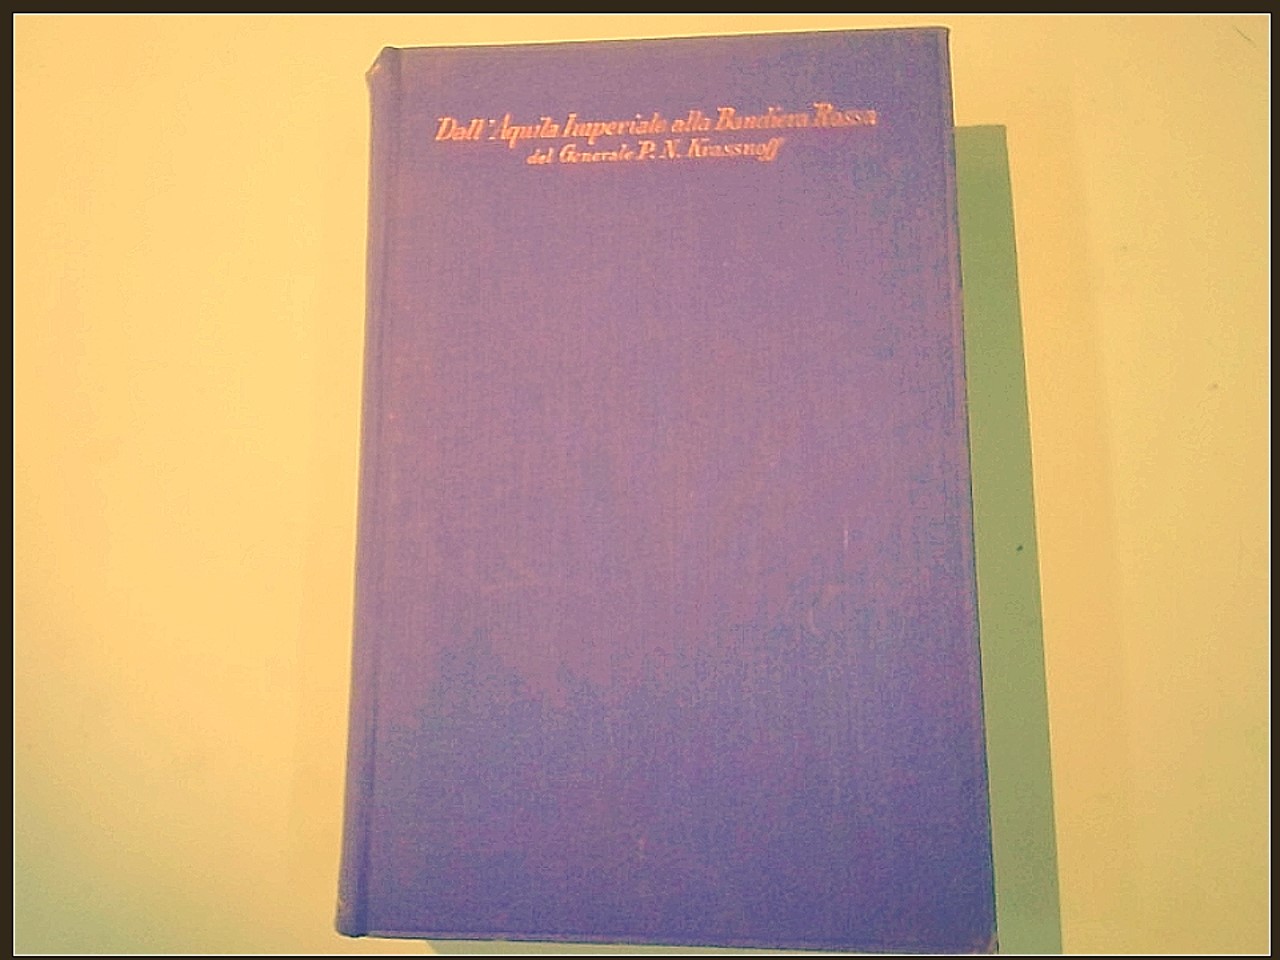 Dall'Aquila Imperiale alla Bandiera Rossa
del Generale P. N. Krassnoff